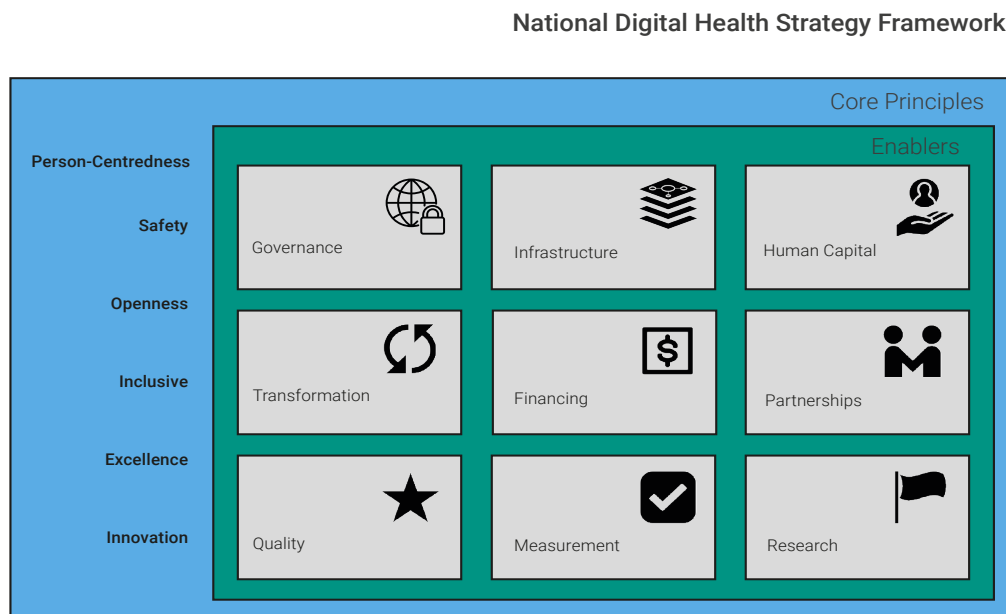 National Digital Health Strategy Framework
Core Principles
Enablers
Person-Centredness
Safety
Openness
Inclusive
Excellence
Innovation
Governance
Infrastructure
Human Capital
Transformation
Financing
Partnerships
Quality
Measurement
Research